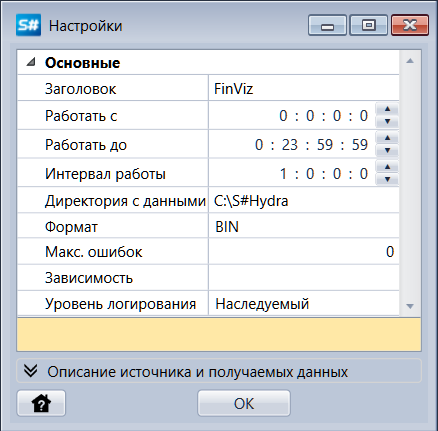 S# Настройки
Основные
Заголовок FinViz
Работать с 0 : 0 : 0 : 0
Работать до 0 : 23 : 59 : 59
Интервал работы 1 : 0 : 0 : 0
Директория с данными C:\S#Hydra
Формат BIN
Макс. ошибок 0
Зависимость
Уровень логирования Наследуемый
Описание источника и получаемых данных
? OK